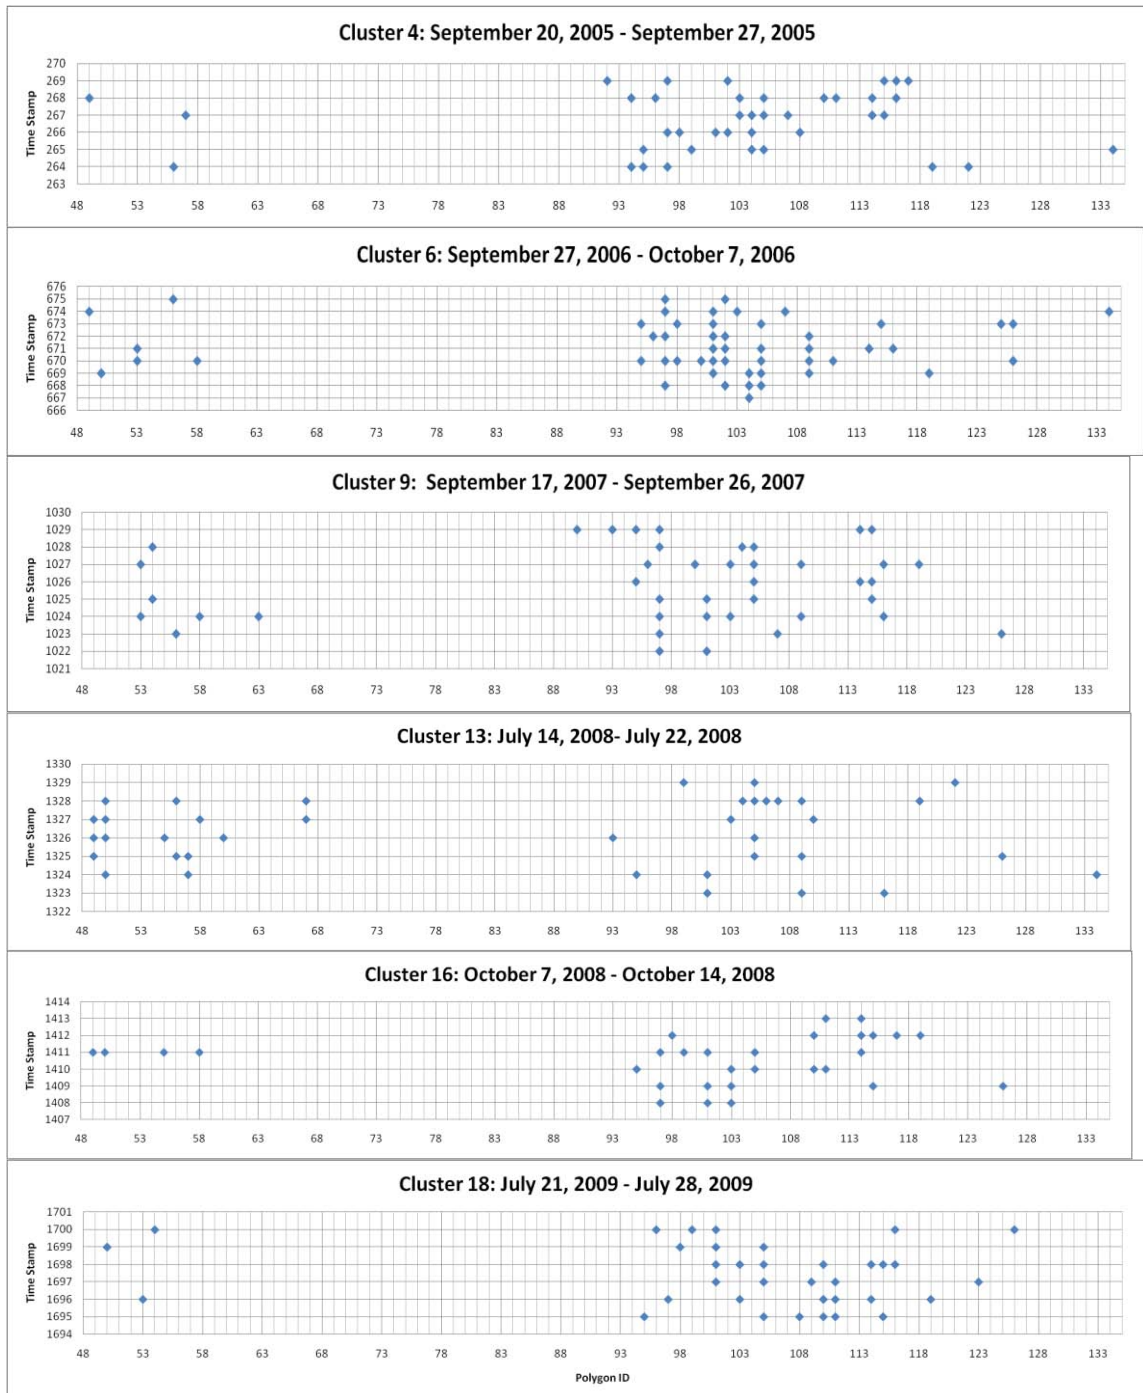 Cluster 4: September 20, 2005 - September 27, 2005
270
269
268
267
266
265
264
263
Time Stamp
48 53 58 63 68 73 78 83 88 93 98 103 108 113 118 123 128 133
Cluster 6: September 27, 2006 - October 7, 2006
676
675
674
673
672
671
670
669
668
667
666
Time Stamp
48 53 58 63 68 73 78 83 88 93 98 103 108 113 118 123 128 133
Cluster 9: September 17, 2007 - September 26, 2007
1030
1029
1028
1027
1026
1025
1024
1023
1022
1021
Time Stamp
48 53 58 63 68 73 78 83 88 93 98 103 108 113 118 123 128 133
Cluster 13: July 14, 2008- July 22, 2008
1330
1329
1328
1327
1326
1325
1324
1323
1322
Time Stamp
48 53 58 63 68 73 78 83 88 93 98 103 108 113 118 123 128 133
Cluster 16: October 7, 2008 - October 14, 2008
1414
1413
1412
1411
1410
1409
1408
1407
Time Stamp
48 53 58 63 68 73 78 83 88 93 98 103 108 113 118 123 128 133
Cluster 18: July 21, 2009 - July 28, 2009
1701
1700
1699
1698
1697
1696
1695
1694
Time Stamp
48 53 58 63 68 73 78 83 88 93 98 103 108 113 118 123 128 133
Polygon ID